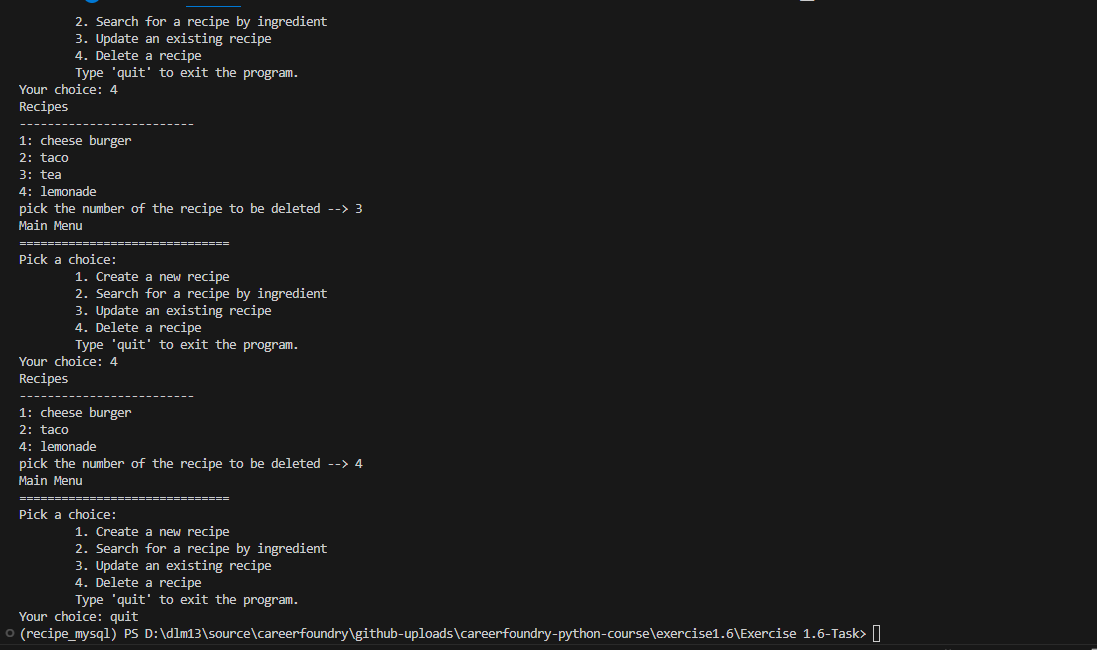 2. Search for a recipe by ingredient
3. Update an existing recipe
4. Delete a recipe
Type 'quit' to exit the program.
Your choice: 4
Recipes
-------------------------
1: cheese burger
2: taco
3: tea
4: lemonade
pick the number of the recipe to be deleted --> 3
Main Menu
==============================
Pick a choice:
1. Create a new recipe
2. Search for a recipe by ingredient
3. Update an existing recipe
4. Delete a recipe
Type 'quit' to exit the program.
Your choice: 4
Recipes
-------------------------
1: cheese burger
2: taco
4: lemonade
pick the number of the recipe to be deleted --> 4
Main Menu
==============================
Pick a choice:
1. Create a new recipe
2. Search for a recipe by ingredient
3. Update an existing recipe
4. Delete a recipe
Type 'quit' to exit the program.
Your choice: quit
(recipe_mysql) PS D:\dlm13\source\careerfoundry\github-uploads\careerfoundry-python-course\exercise1.6\Exercise 1.6-Task>